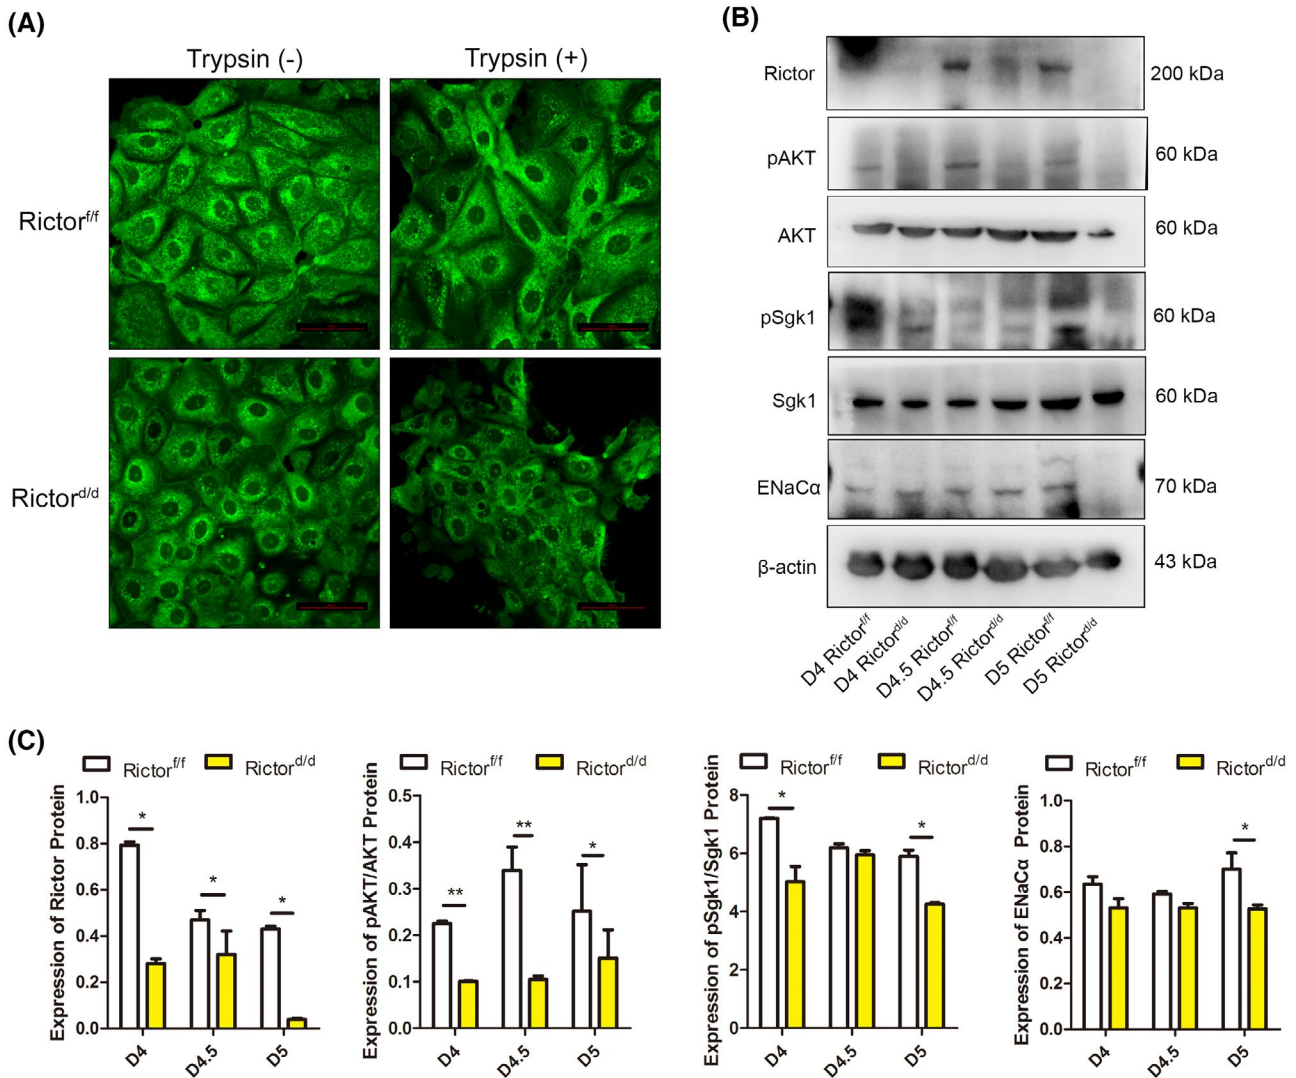 (A)
Trypsin (-)
Trypsin (+)
Rictorf/f
Rictord/d
(B)
Rictor
200 kDa
pAKT
60 kDa
AKT
60 kDa
pSgk1
60 kDa
Sgk1
60 kDa
ENaCα
70 kDa
β-actin
43 kDa
D4 Rictorf/f
D4 Rictord/d
D4.5 Rictorf/f
D4.5 Rictord/d
D5 Rictorf/f
D5 Rictord/d
(C)
Rictorf/f
Rictord/d
Expression of Rictor Protein
1.0
0.8
0.6
0.4
0.2
0.0
*
*
*
D4
D4.5
D5
Rictorf/f
Rictord/d
Expression of pAKT/AKT Protein
0.5
0.4
0.3
0.2
0.1
0.0
**
**
*
D4
D4.5
D5
Rictorf/f
Rictord/d
Expression of pSgk1/Sgk1 Protein
8
6
4
2
0
*
*
D4
D4.5
D5
Rictorf/f
Rictord/d
Expression of ENaCα Protein
1.0
0.8
0.6
0.4
0.2
0.0
*
D4
D4.5
D5